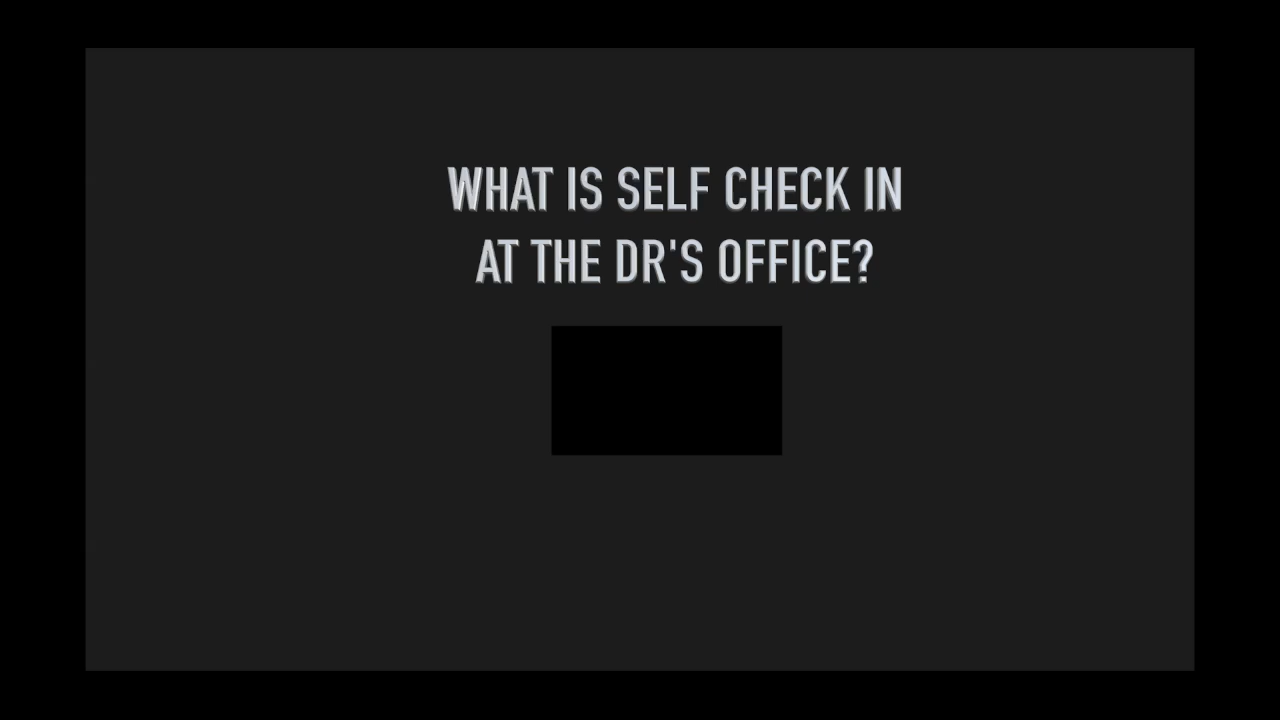 WHAT IS SELF CHECK IN
AT THE DR'S OFFICE?